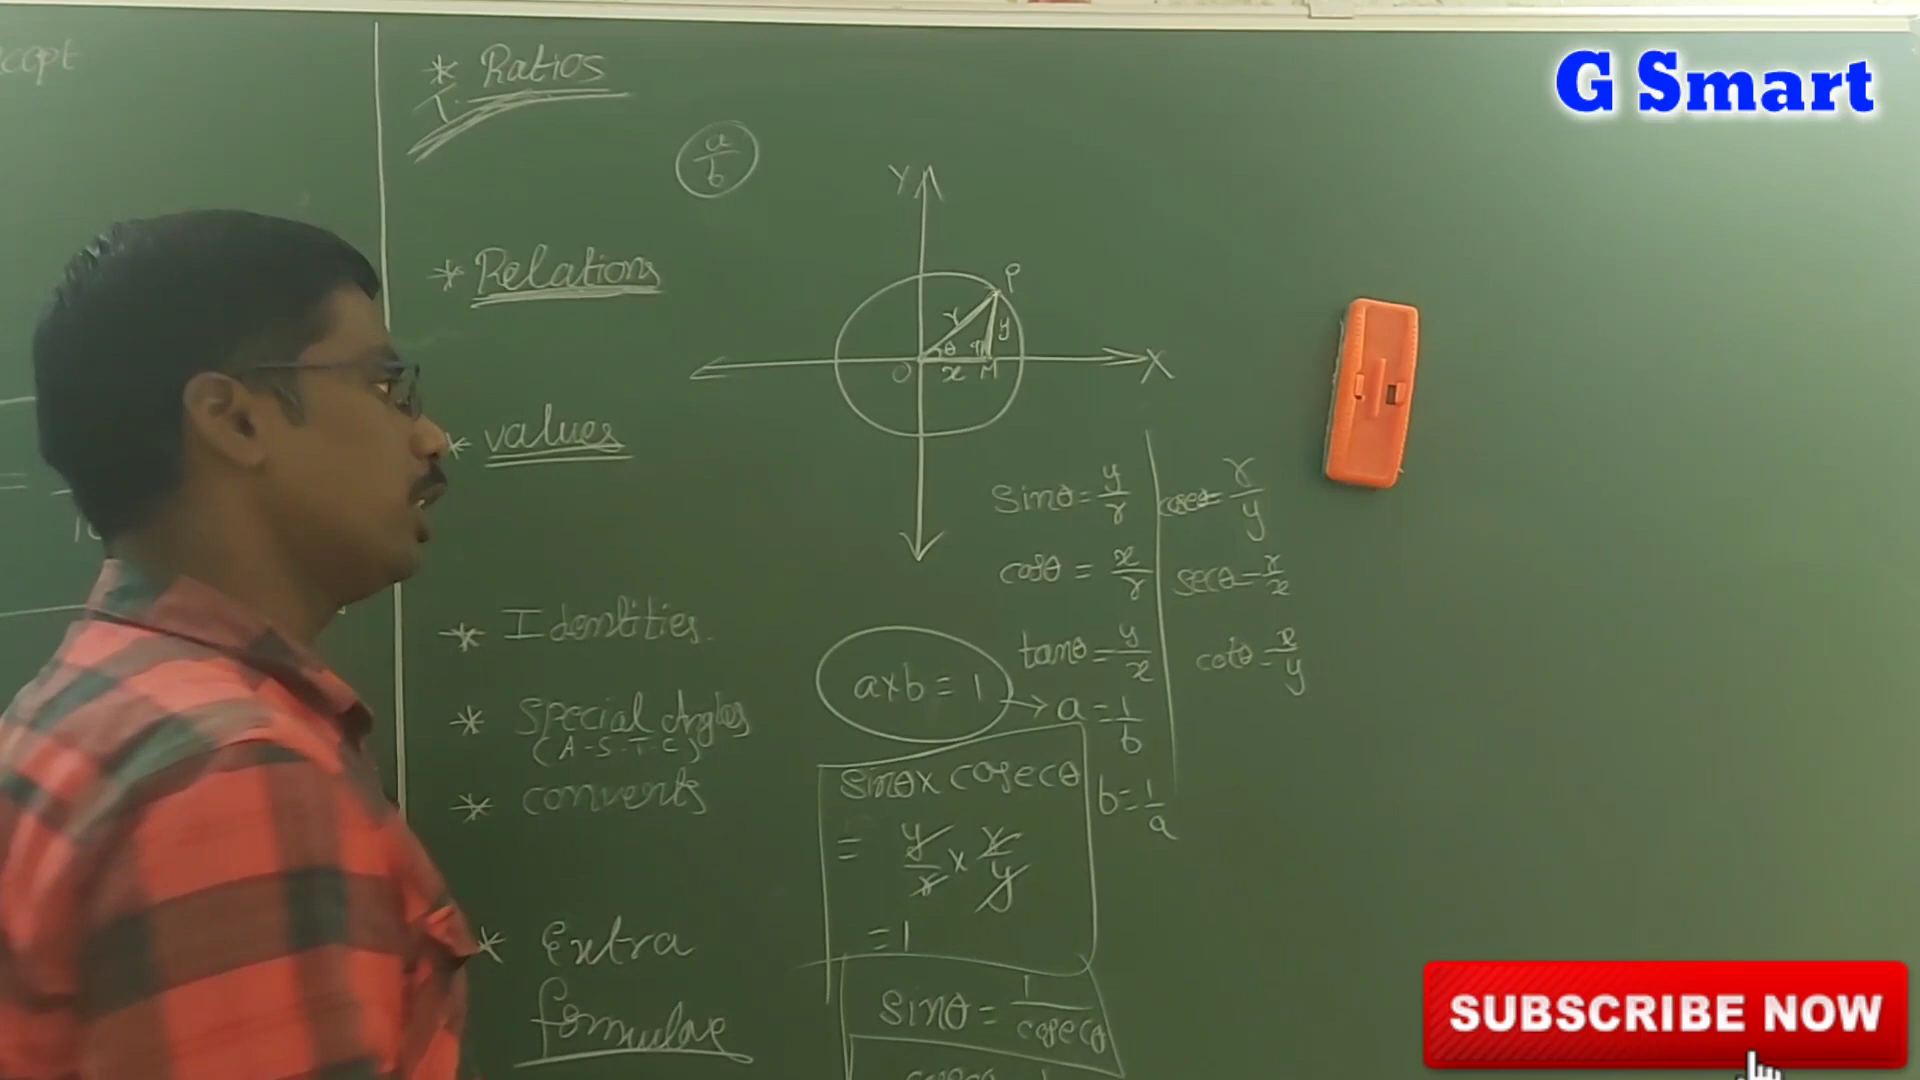 G Smart
* Ratios
T.
a/b
Y
P
r
y
θ
O
x
M
X
* Relations
* values
* Identities.
* Special Angles
(A-S-T-C)
* Converts
* Extra
formulae
sinθ = y/r
cosecθ = r/y
cosθ = x/r
secθ = r/x
tanθ = y/x
cotθ = x/y
a×b = 1 → a = 1/b
b = 1/a
sinθ × cosecθ
= y/r × r/y
= 1
sinθ = 1/cosecθ
SUBSCRIBE NOW